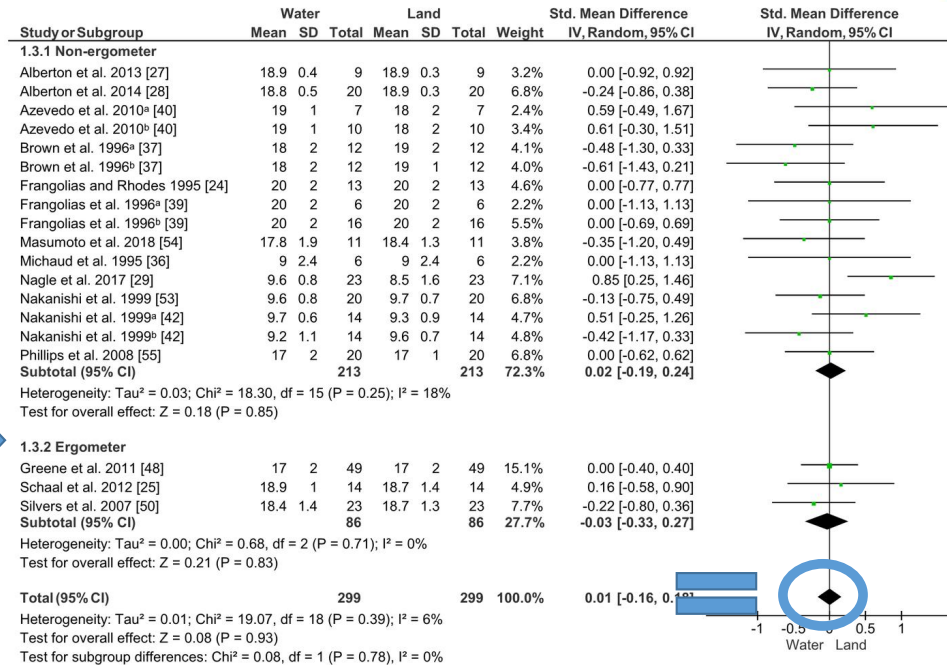 Water Land Std. Mean Difference Std. Mean Difference
Study or Subgroup Mean SD Total Mean SD Total Weight IV, Random, 95% CI IV, Random, 95% CI
1.3.1 Non-ergometer
Alberton et al. 2013 [27] 18.9 0.4 9 18.9 0.3 9 3.2% 0.00 [-0.92, 0.92]
Alberton et al. 2014 [28] 18.8 0.5 20 18.9 0.3 20 6.8% -0.24 [-0.86, 0.38]
Azevedo et al. 2010ᵃ [40] 19 1 7 18 2 7 2.4% 0.59 [-0.49, 1.67]
Azevedo et al. 2010ᵇ [40] 19 1 10 18 2 10 3.4% 0.61 [-0.30, 1.51]
Brown et al. 1996ᵃ [37] 18 2 12 19 2 12 4.1% -0.48 [-1.30, 0.33]
Brown et al. 1996ᵇ [37] 18 2 12 19 1 12 4.0% -0.61 [-1.43, 0.21]
Frangolias and Rhodes 1995 [24] 20 2 13 20 2 13 4.6% 0.00 [-0.77, 0.77]
Frangolias et al. 1996ᵃ [39] 20 2 6 20 2 6 2.2% 0.00 [-1.13, 1.13]
Frangolias et al. 1996ᵇ [39] 20 2 16 20 2 16 5.5% 0.00 [-0.69, 0.69]
Masumoto et al. 2018 [54] 17.8 1.9 11 18.4 1.3 11 3.8% -0.35 [-1.20, 0.49]
Michaud et al. 1995 [36] 9 2.4 6 9 2.4 6 2.2% 0.00 [-1.13, 1.13]
Nagle et al. 2017 [29] 9.6 0.8 23 8.5 1.6 23 7.1% 0.85 [0.25, 1.46]
Nakanishi et al. 1999 [53] 9.6 0.8 20 9.7 0.7 20 6.8% -0.13 [-0.75, 0.49]
Nakanishi et al. 1999ᵃ [42] 9.7 0.6 14 9.3 0.9 14 4.7% 0.51 [-0.25, 1.26]
Nakanishi et al. 1999ᵇ [42] 9.2 1.1 14 9.6 0.7 14 4.7% -0.42 [-1.17, 0.33]
Phillips et al. 2008 [55] 17 2 20 17 1 20 6.8% 0.00 [-0.62, 0.62]
Subtotal (95% CI) 213 213 72.3% 0.02 [-0.19, 0.24]
Heterogeneity: Tau² = 0.03; Chi² = 18.30, df = 15 (P = 0.25); I² = 18%
Test for overall effect: Z = 0.18 (P = 0.85)
1.3.2 Ergometer
Greene et al. 2011 [48] 17 2 49 17 2 49 15.1% 0.00 [-0.40, 0.40]
Schaal et al. 2012 [25] 18.9 1 14 18.7 1.4 14 4.9% 0.16 [-0.58, 0.90]
Silvers et al. 2007 [50] 18.4 1.4 23 18.7 1.3 23 7.7% -0.22 [-0.80, 0.36]
Subtotal (95% CI) 86 86 27.7% -0.03 [-0.33, 0.27]
Heterogeneity: Tau² = 0.00; Chi² = 0.68, df = 2 (P = 0.71); I² = 0%
Test for overall effect: Z = 0.21 (P = 0.83)
Total (95% CI) 299 299 100.0% 0.01 [-0.16,
Heterogeneity: Tau² = 0.01; Chi² = 19.07, df = 18 (P = 0.39); I² = 6%
-1 -0.5 0 0.5 1
Test for overall effect: Z = 0.08 (P = 0.93)
Water Land
Test for subgroup differences: Chi² = 0.08, df = 1 (P = 0.78), I² = 0%